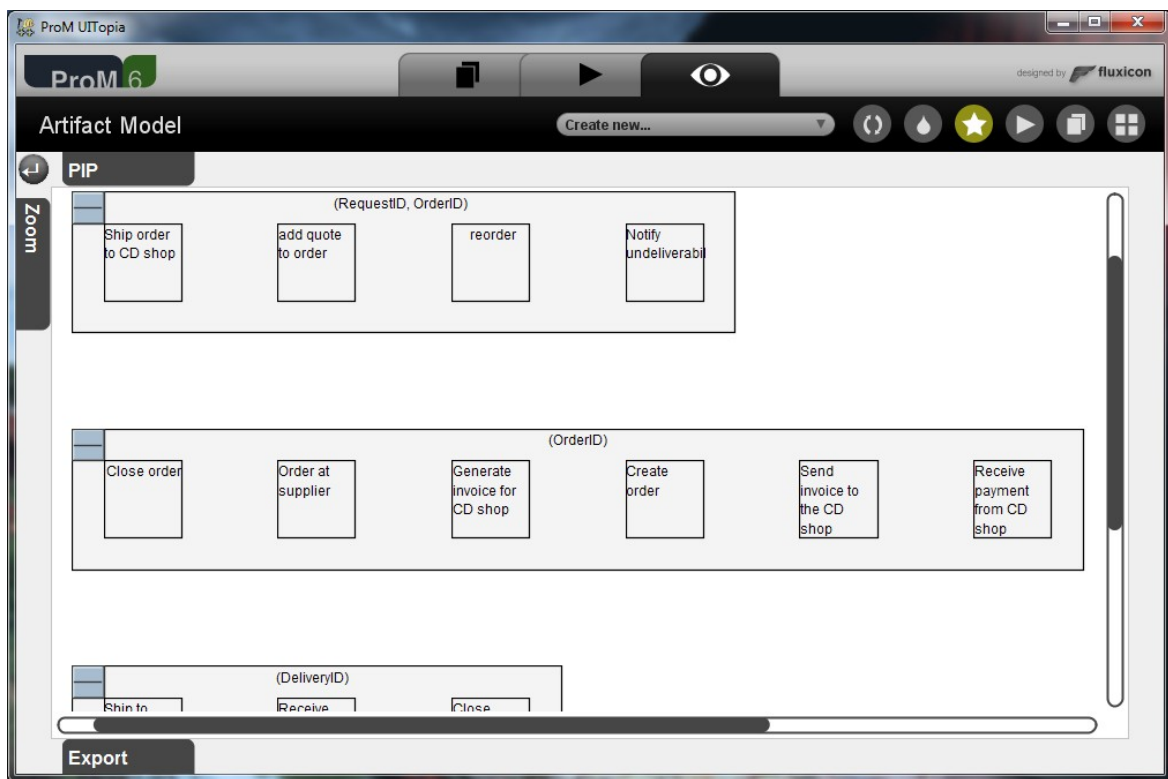 ProM UITopia
ProM 6
designed by fluxicon
Artifact Model
Create new...
PIP
Zoom
(RequestID, OrderID)
Ship order
to CD shop
add quote
to order
reorder
Notify
undeliverabil
(OrderID)
Close order
Order at
supplier
Generate
invoice for
CD shop
Create
order
Send
invoice to
the CD
shop
Receive
payment
from CD
shop
(DeliveryID)
Ship to
Receive
Close
Export